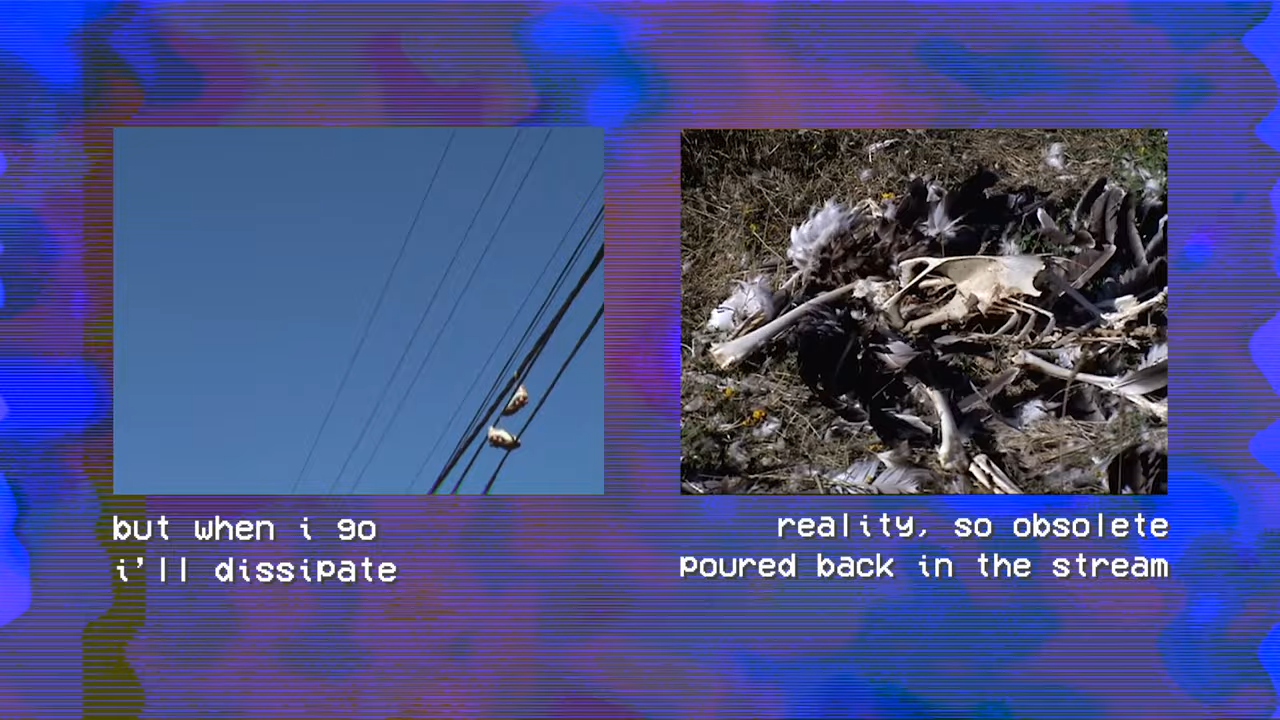 but when i go
i'll dissipate
reality, so obsolete
poured back in the stream